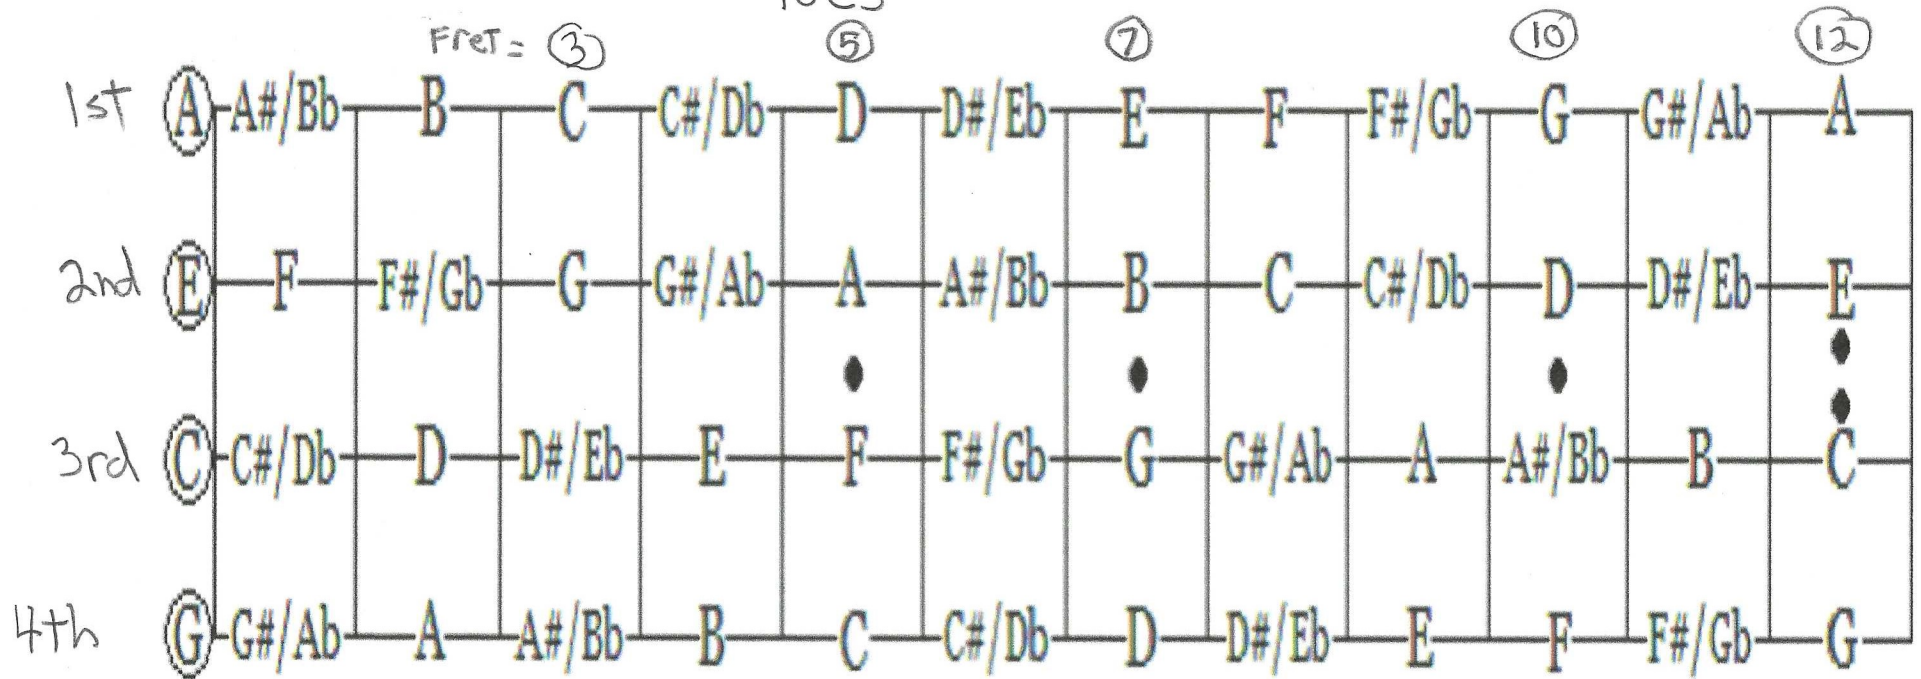 Fret = 3 5 7 10 12
1st A A#/Bb B C C#/Db D D#/Eb E F F#/Gb G G#/Ab A
2nd E F F#/Gb G G#/Ab A A#/Bb B C C#/Db D D#/Eb E
3rd C C#/Db D D#/Eb E F F#/Gb G G#/Ab A A#/Bb B C
4th G G#/Ab A A#/Bb B C C#/Db D D#/Eb E F F#/Gb G